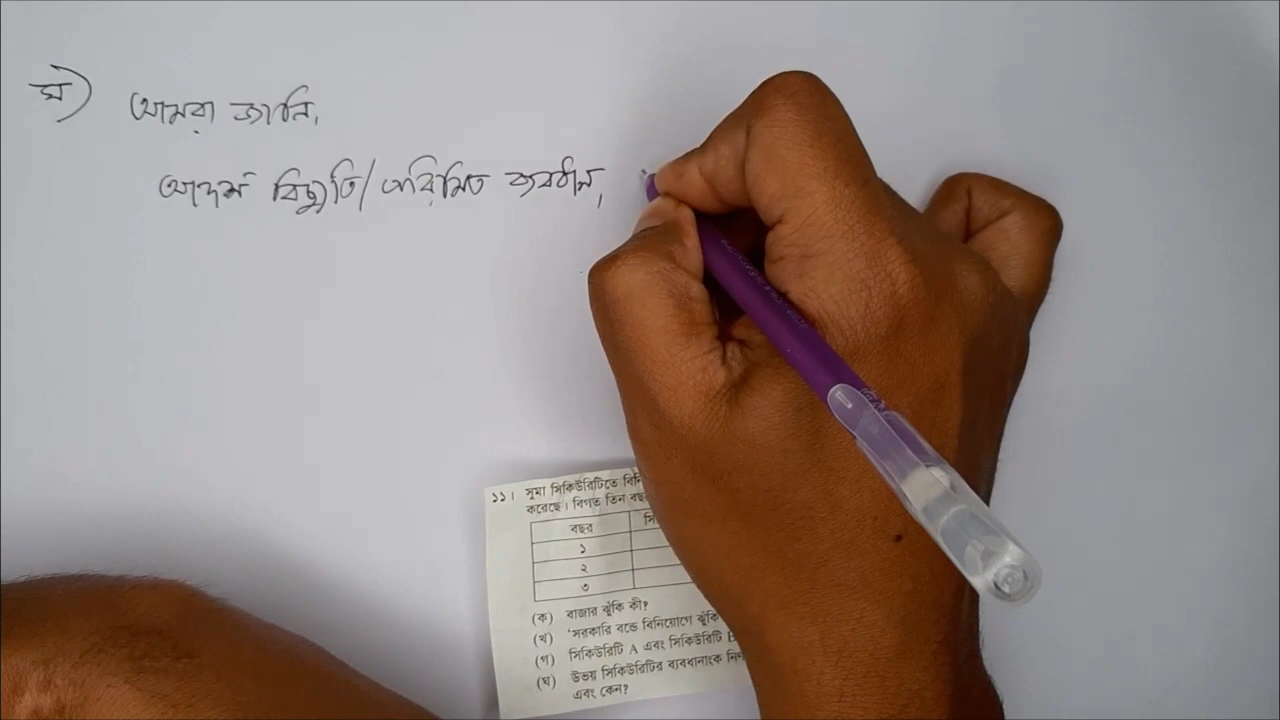 ঘ) আমরা জানি,
আদর্শ বিচ্যুতি/পরিমিত ব্যবধান,
১১। সুমা সিকিউরিটিতে বিনি
করেছে। বিগত তিন বছ
বছর সি
১
২
৩
(ক) বাজার ঝুঁকি কী?
(খ) 'সরকারি বন্ডে বিনিয়োগে ঝুঁকি
(গ) সিকিউরিটি A এবং সিকিউরিটি B
(ঘ) উভয় সিকিউরিটির ব্যবধানাংক নির্ণ
এবং কেন?